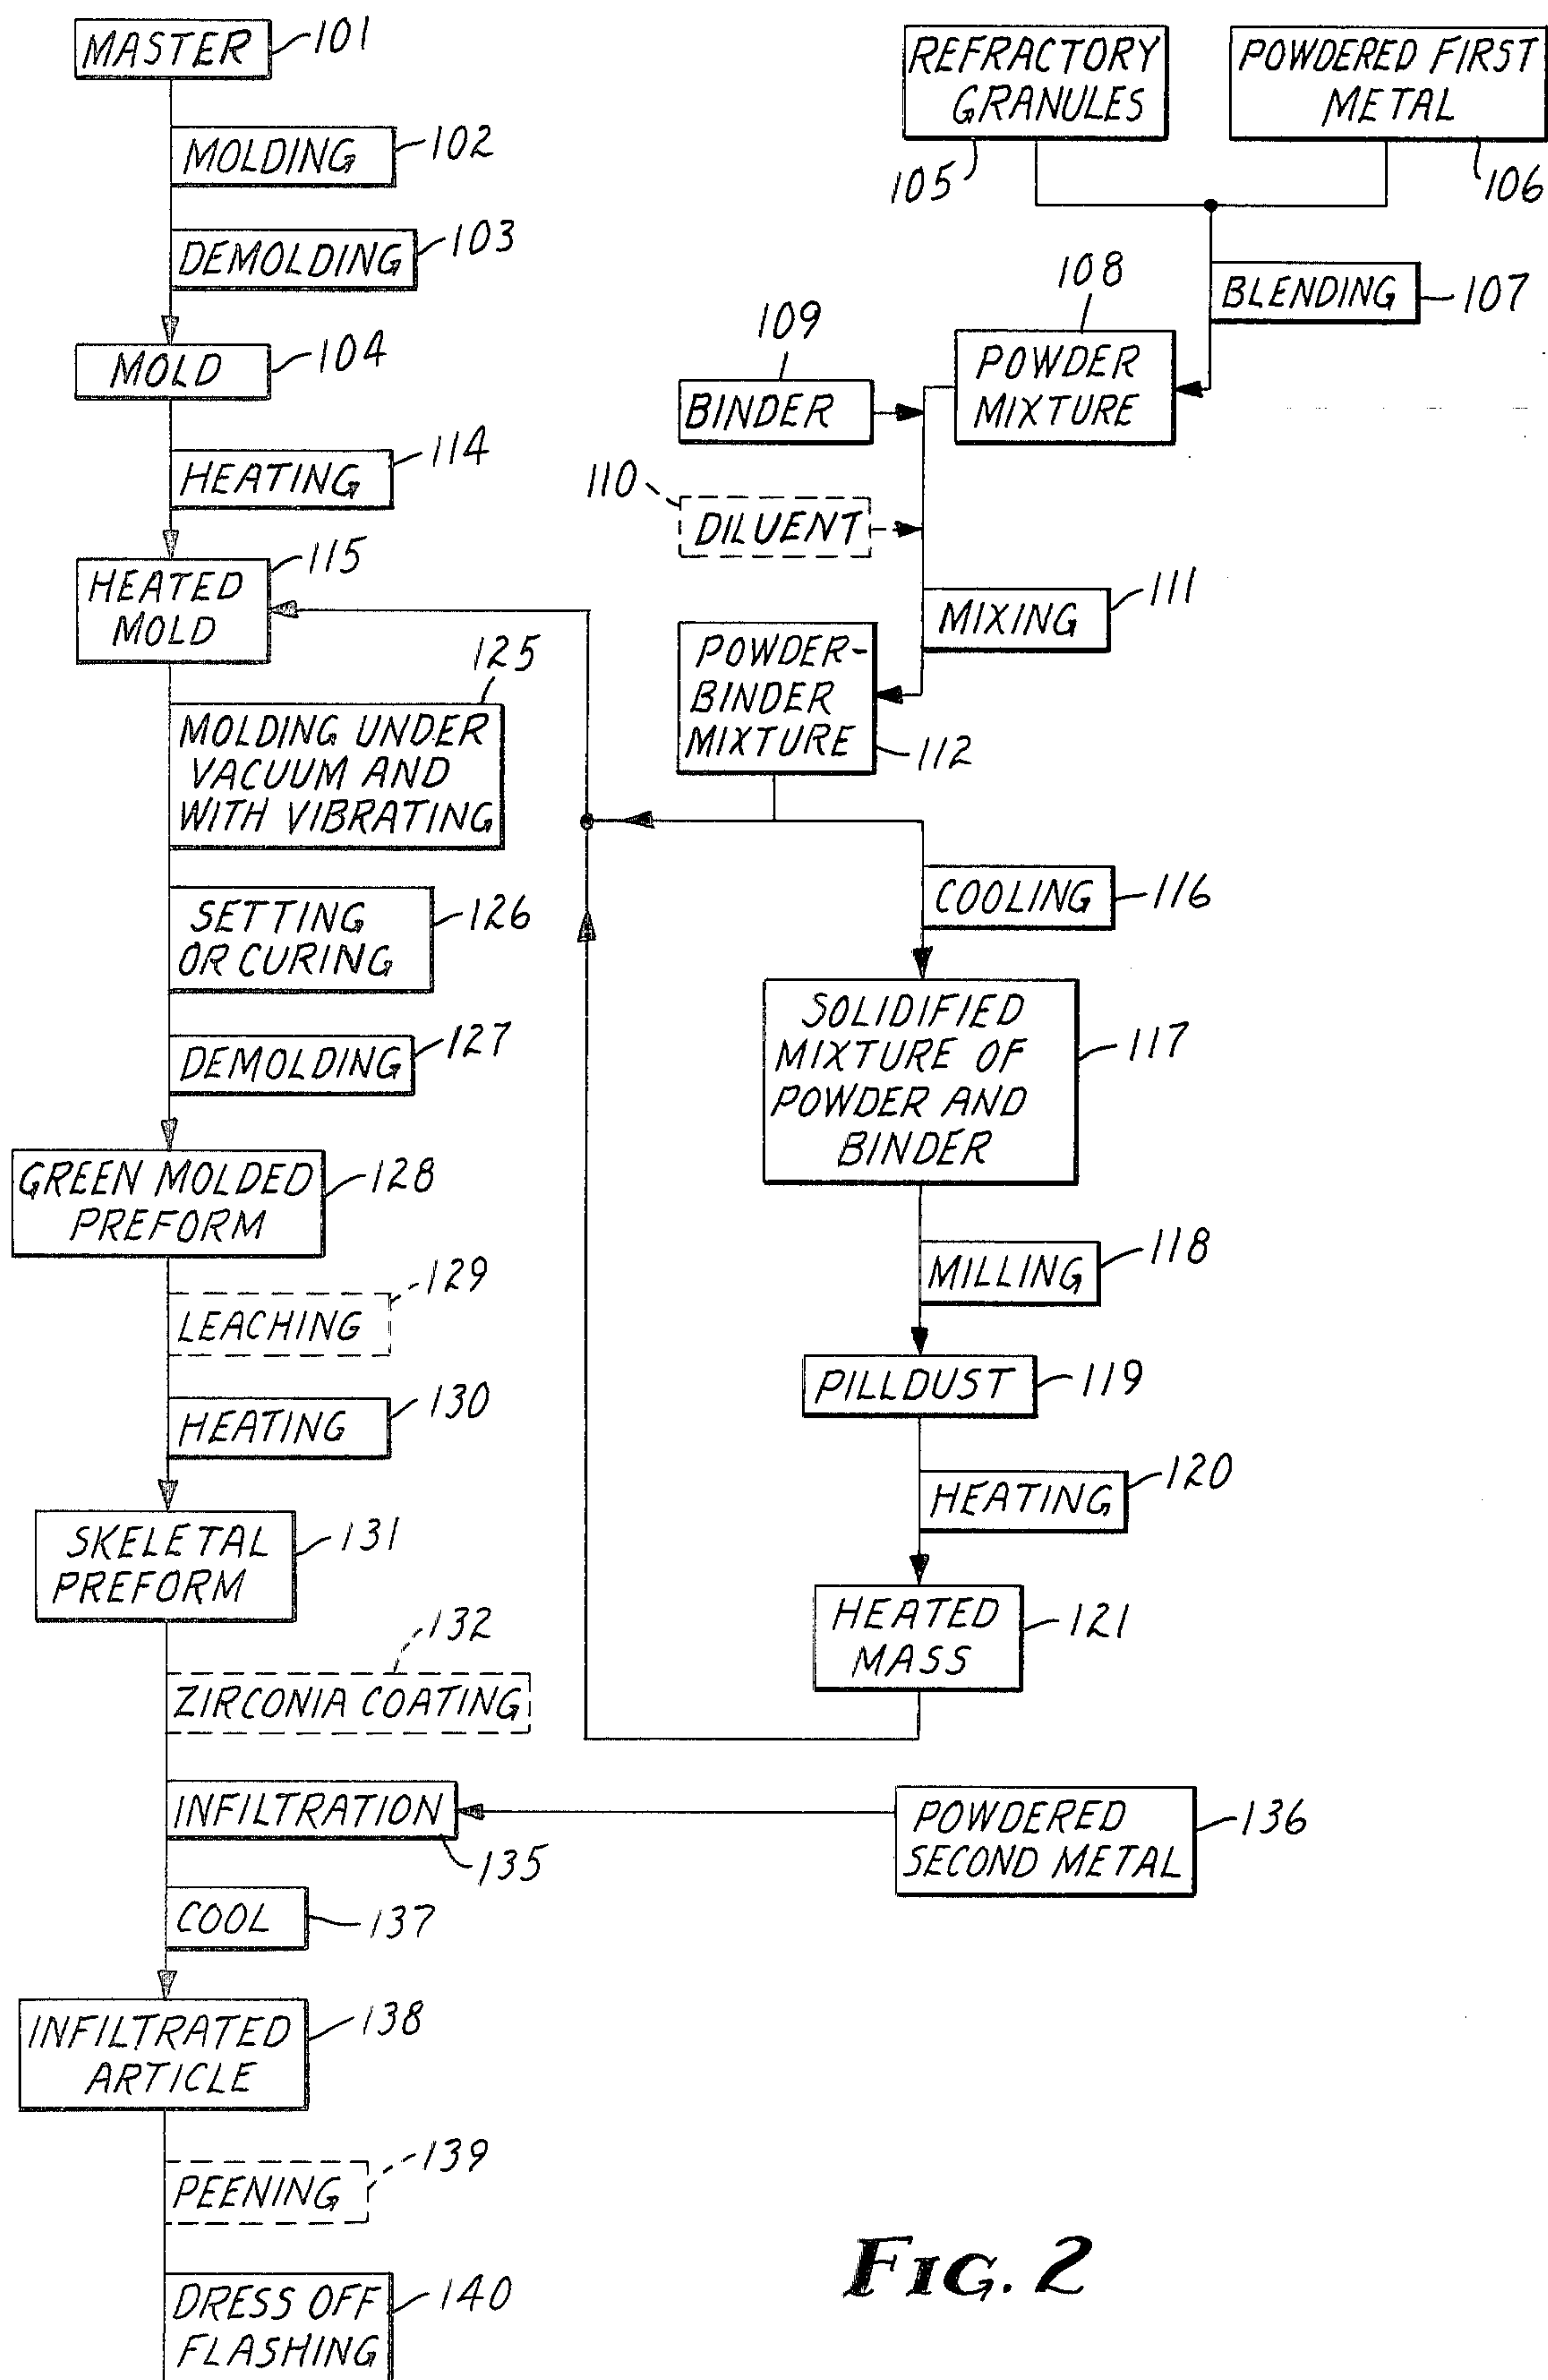 MASTER
101
MOLDING
102
DEMOLDING
103
MOLD
104
HEATING
114
HEATED
MOLD
115
MOLDING UNDER
VACUUM AND
WITH VIBRATING
125
SETTING
OR CURING
126
DEMOLDING
127
GREEN MOLDED
PREFORM
128
LEACHING
129
HEATING
130
SKELETAL
PREFORM
131
ZIRCONIA COATING
132
INFILTRATION
135
COOL
137
INFILTRATED
ARTICLE
138
PEENING
139
DRESS OFF
FLASHING
140
REFRACTORY
GRANULES
105
POWDERED FIRST
METAL
106
BLENDING
107
108
POWDER
MIXTURE
109
BINDER
110
DILUENT
MIXING
111
POWDER-
BINDER
MIXTURE
112
COOLING
116
SOLIDIFIED
MIXTURE OF
POWDER AND
BINDER
117
MILLING
118
PILLDUST
119
HEATING
120
HEATED
MASS
121
POWDERED
SECOND METAL
136
FIG. 2